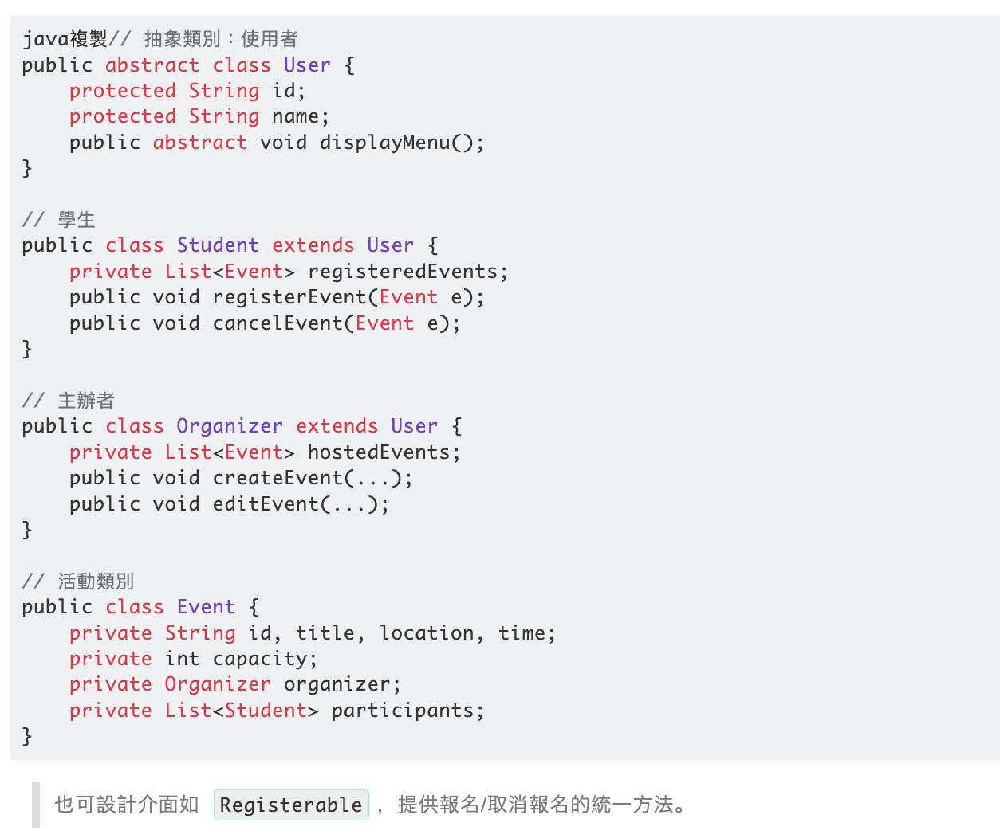 java複製// 抽象類別：使用者
public abstract class User {
    protected String id;
    protected String name;
    public abstract void displayMenu();
}

// 學生
public class Student extends User {
    private List<Event> registeredEvents;
    public void registerEvent(Event e);
    public void cancelEvent(Event e);
}

// 主辦者
public class Organizer extends User {
    private List<Event> hostedEvents;
    public void createEvent(...);
    public void editEvent(...);
}

// 活動類別
public class Event {
    private String id, title, location, time;
    private int capacity;
    private Organizer organizer;
    private List<Student> participants;
}
也可設計介面如 Registerable ，提供報名/取消報名的統一方法。